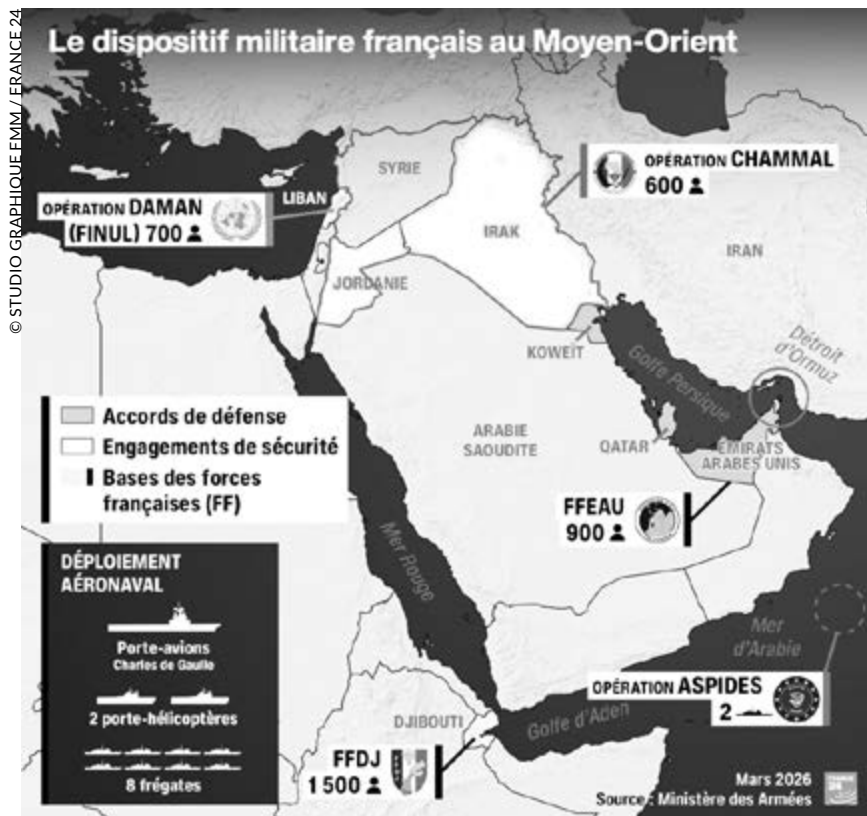 © STUDIO GRAPHIQUE FMM / FRANCE 24
Le dispositif militaire français au Moyen-Orient
OPÉRATION CHAMMAL
600
SYRIE
LIBAN
OPÉRATION DAMAN
(FINUL) 700
IRAK
IRAN
JORDANIE
KOWEÏT
Golfe Persique
Détroit
d'Ormuz
Accords de défense
Engagements de sécurité
Bases des forces
françaises (FF)
ARABIE
SAOUDITE
QATAR
ÉMIRATS
ARABES UNIS
FFEAU
900
Mer Rouge
DÉPLOIEMENT
AÉRONAVAL
Porte-avions
Charles de Gaulle
2 porte-hélicoptères
8 frégates
Mer
d'Arabie
OPÉRATION ASPIDES
2
DJIBOUTI
Golfe d'Aden
FFDJ
1 500
Mars 2026
Source : Ministère des Armées
FRANCE
24